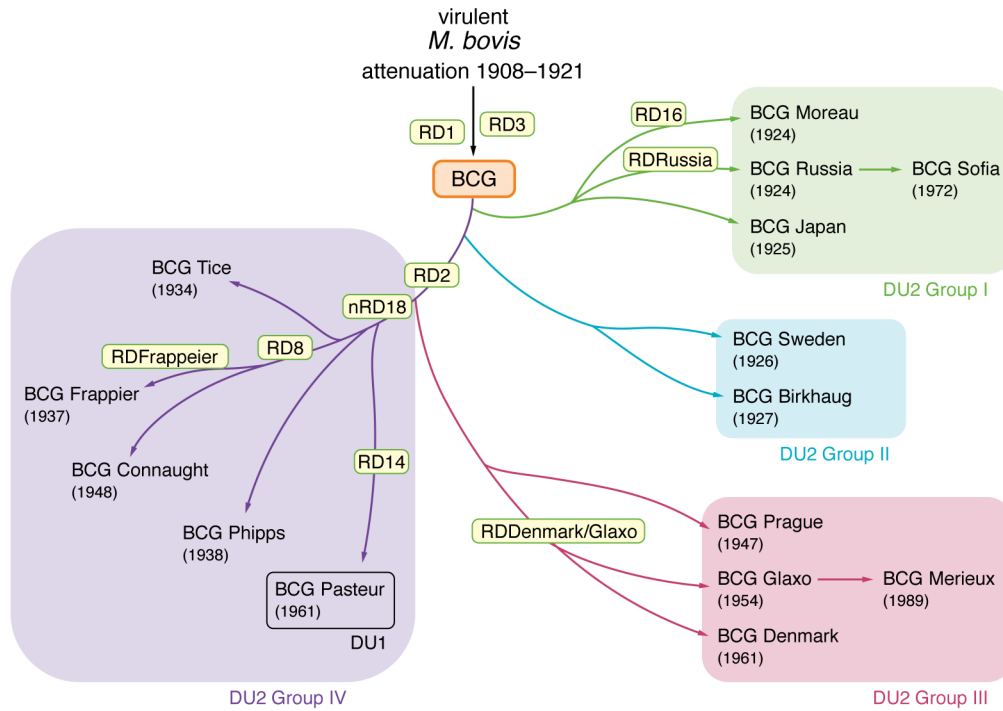 virulent
M. bovis
attenuation 1908–1921
RD1
RD3
BCG
RD16
RDRussia
BCG Moreau
(1924)
BCG Russia
(1924)
BCG Sofia
(1972)
BCG Japan
(1925)
DU2 Group I
RD2
nRD18
BCG Tice
(1934)
RD8
RDFrappeier
BCG Frappier
(1937)
BCG Connaught
(1948)
RD14
BCG Phipps
(1938)
BCG Pasteur
(1961)
DU1
DU2 Group IV
BCG Sweden
(1926)
BCG Birkhaug
(1927)
DU2 Group II
RDDenmark/Glaxo
BCG Prague
(1947)
BCG Glaxo
(1954)
BCG Merieux
(1989)
BCG Denmark
(1961)
DU2 Group III